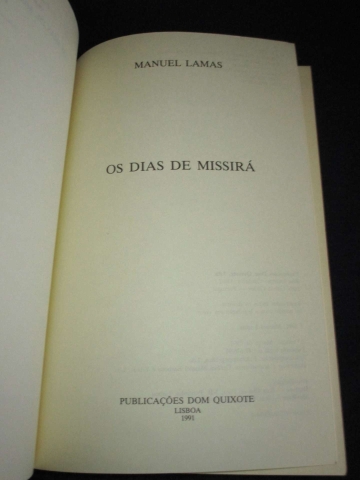 MANUEL LAMAS
OS DIAS DE MISSIRÁ
PUBLICAÇÕES DOM QUIXOTE
LISBOA
1991